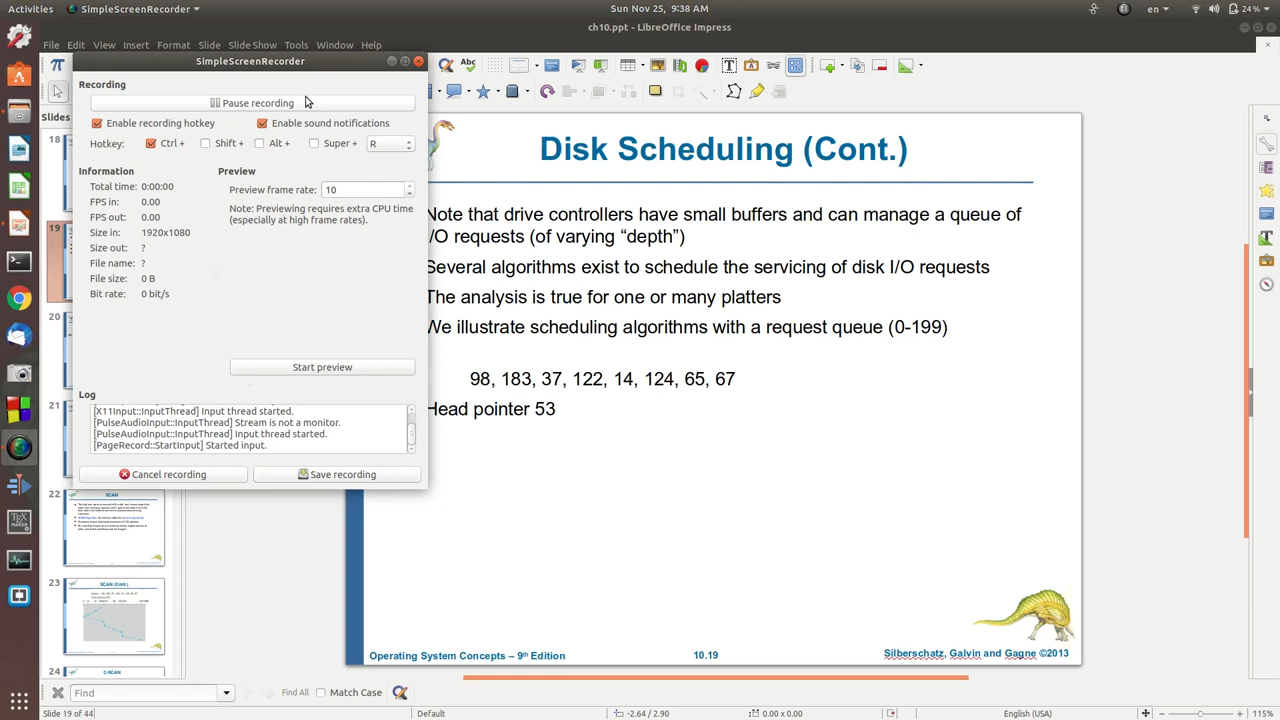 Activities
SimpleScreenRecorder
Sun Nov 25, 9:38 AM
en
24 %
ch10.ppt - LibreOffice Impress
File Edit View Insert Format Slide Slide Show Tools Window Help
SimpleScreenRecorder
Recording
Pause recording
Enable recording hotkey
Enable sound notifications
Hotkey: Ctrl + Shift + Alt + Super + R
Information
Total time: 0:00:00
FPS in: 0.00
FPS out: 0.00
Size in: 1920x1080
Size out: ?
File name: ?
File size: 0 B
Bit rate: 0 bit/s
Preview
Preview frame rate: 10
Note: Previewing requires extra CPU time
(especially at high frame rates).
Start preview
Log
[X11Input::InputThread] Input thread started.
[PulseAudioInput::InputThread] Stream is not a monitor.
[PulseAudioInput::InputThread] Input thread started.
[PageRecord::StartInput] Started input.
Cancel recording
Save recording
Slides
18
19
20
21
22
SCAN
23
SCAN (Cont.)
24
C-SCAN
Disk Scheduling (Cont.)
Note that drive controllers have small buffers and can manage a queue of
I/O requests (of varying “depth”)
Several algorithms exist to schedule the servicing of disk I/O requests
The analysis is true for one or many platters
We illustrate scheduling algorithms with a request queue (0-199)
98, 183, 37, 122, 14, 124, 65, 67
Head pointer 53
Operating System Concepts – 9th Edition
10.19
Silberschatz, Galvin and Gagne ©2013
Find
Find All
Match Case
Slide 19 of 44
Default
-2.64 / 2.90
0.00 x 0.00
English (USA)
115%